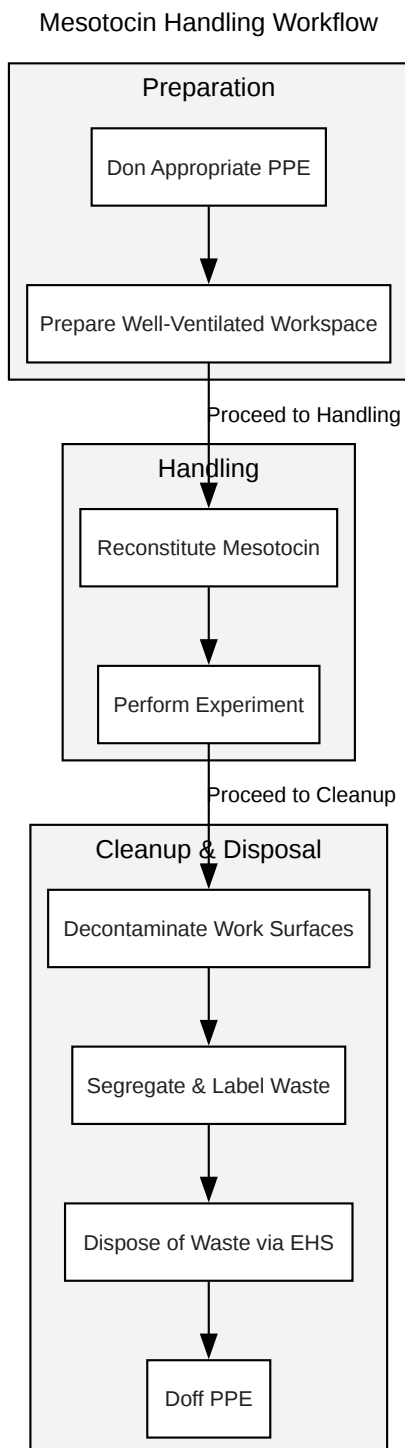 Mesotocin Handling Workflow
Preparation
Don Appropriate PPE
Prepare Well-Ventilated Workspace
Proceed to Handling
Handling
Reconstitute Mesotocin
Perform Experiment
Proceed to Cleanup
Cleanup & Disposal
Decontaminate Work Surfaces
Segregate & Label Waste
Dispose of Waste via EHS
Doff PPE